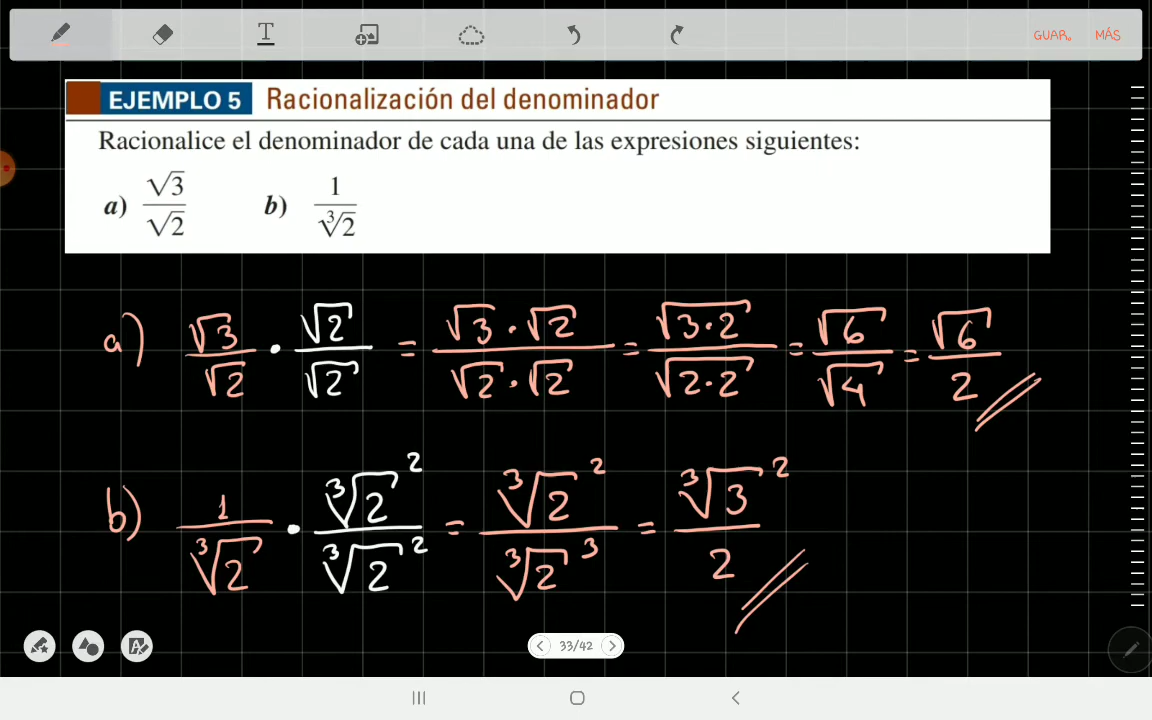 GUAR. MÁS
EJEMPLO 5 Racionalización del denominador
Racionalice el denominador de cada una de las expresiones siguientes:
a) √3/√2 b) 1/∛2
a) √3/√2 · √2/√2 = √3·√2/√2·√2 = √3·2/√2·2 = √6/√4 = √6/2
b) 1/∛2 · ∛2²/∛2² = ∛2²/∛2³ = ∛3²/2
33/42